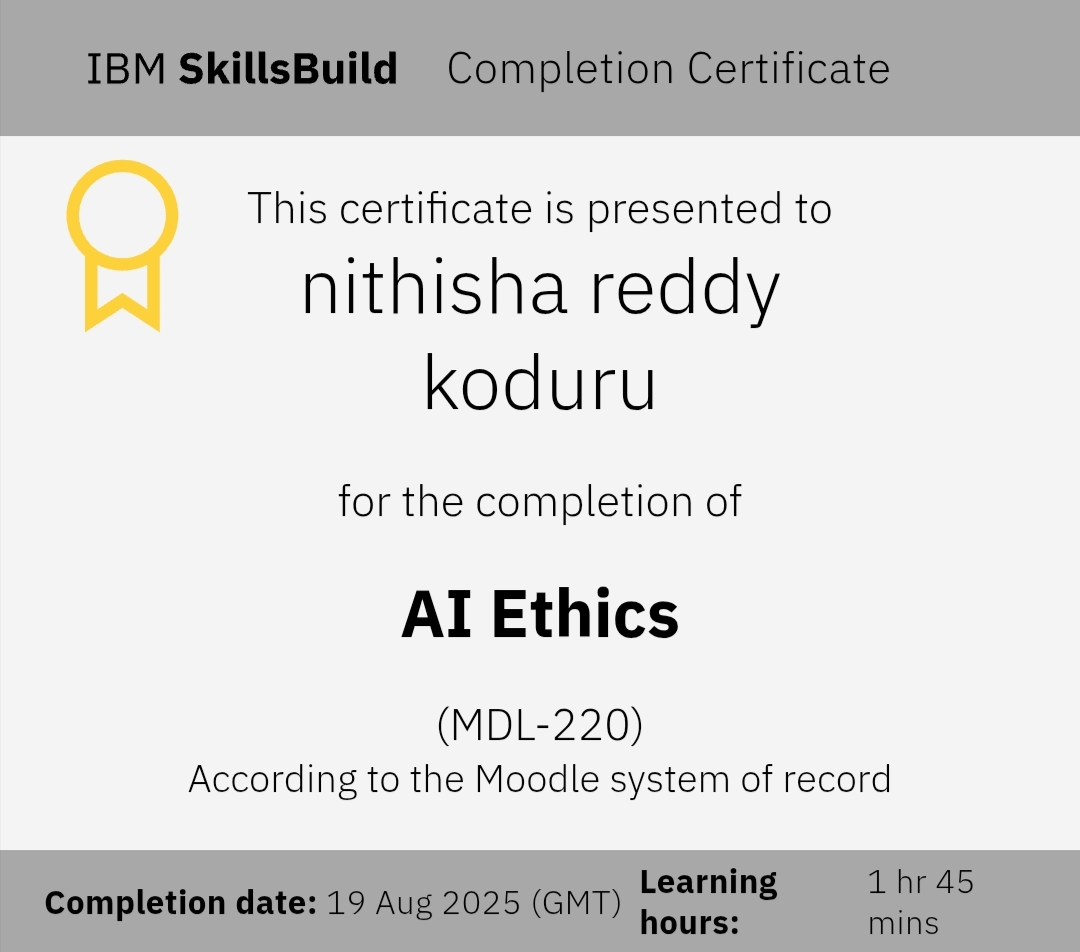 IBM SkillsBuild Completion Certificate
This certificate is presented to
nithisha reddy
koduru
for the completion of
AI Ethics
(MDL-220)
According to the Moodle system of record
Completion date: 19 Aug 2025 (GMT)
Learning hours:
1 hr 45 mins